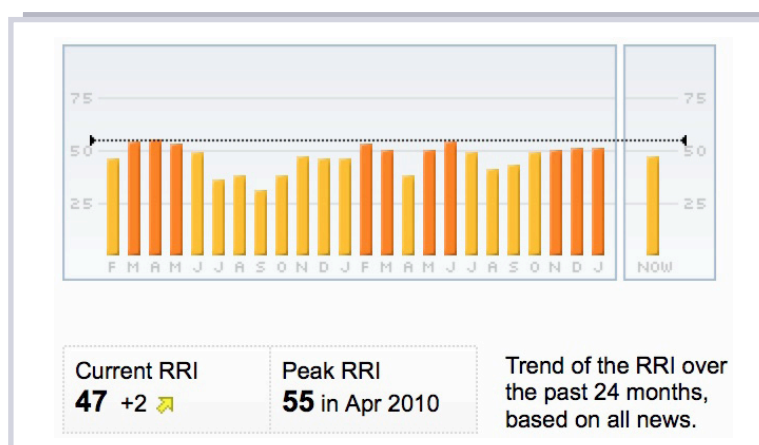 75 75
50 50
25 25
F M A M J J A S O N D J F M A M J J A S O N D J NOW
Current RRI
47 +2
Peak RRI
55 in Apr 2010
Trend of the RRI over
the past 24 months,
based on all news.